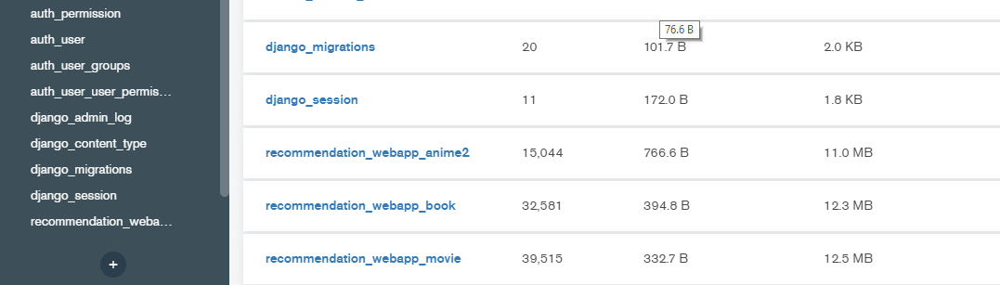 auth_permission
auth_user
auth_user_groups
auth_user_user_permis...
django_admin_log
django_content_type
django_migrations
django_session
recommendation_weba...
+
76.6 B
django_migrations 20 101.7 B 2.0 KB
django_session 11 172.0 B 1.8 KB
recommendation_webapp_anime2 15,044 766.6 B 11.0 MB
recommendation_webapp_book 32,581 394.8 B 12.3 MB
recommendation_webapp_movie 39,515 332.7 B 12.5 MB